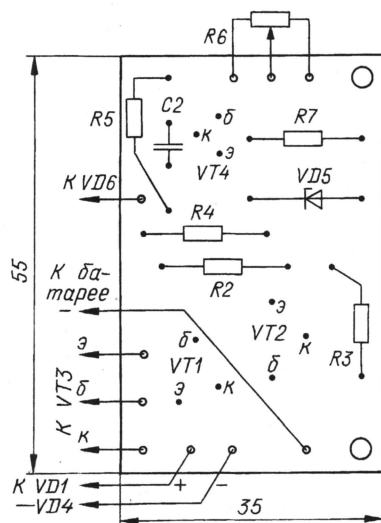 R6
R5
C2
б
к
э
VT4
R7
К VD6
VD5
R4
55
К ба-
тарее
−
R2
э
VT2
к
б
R3
э
б
К VT3
к
б
VT1
э
к
К VD1
−VD4
+
−
35